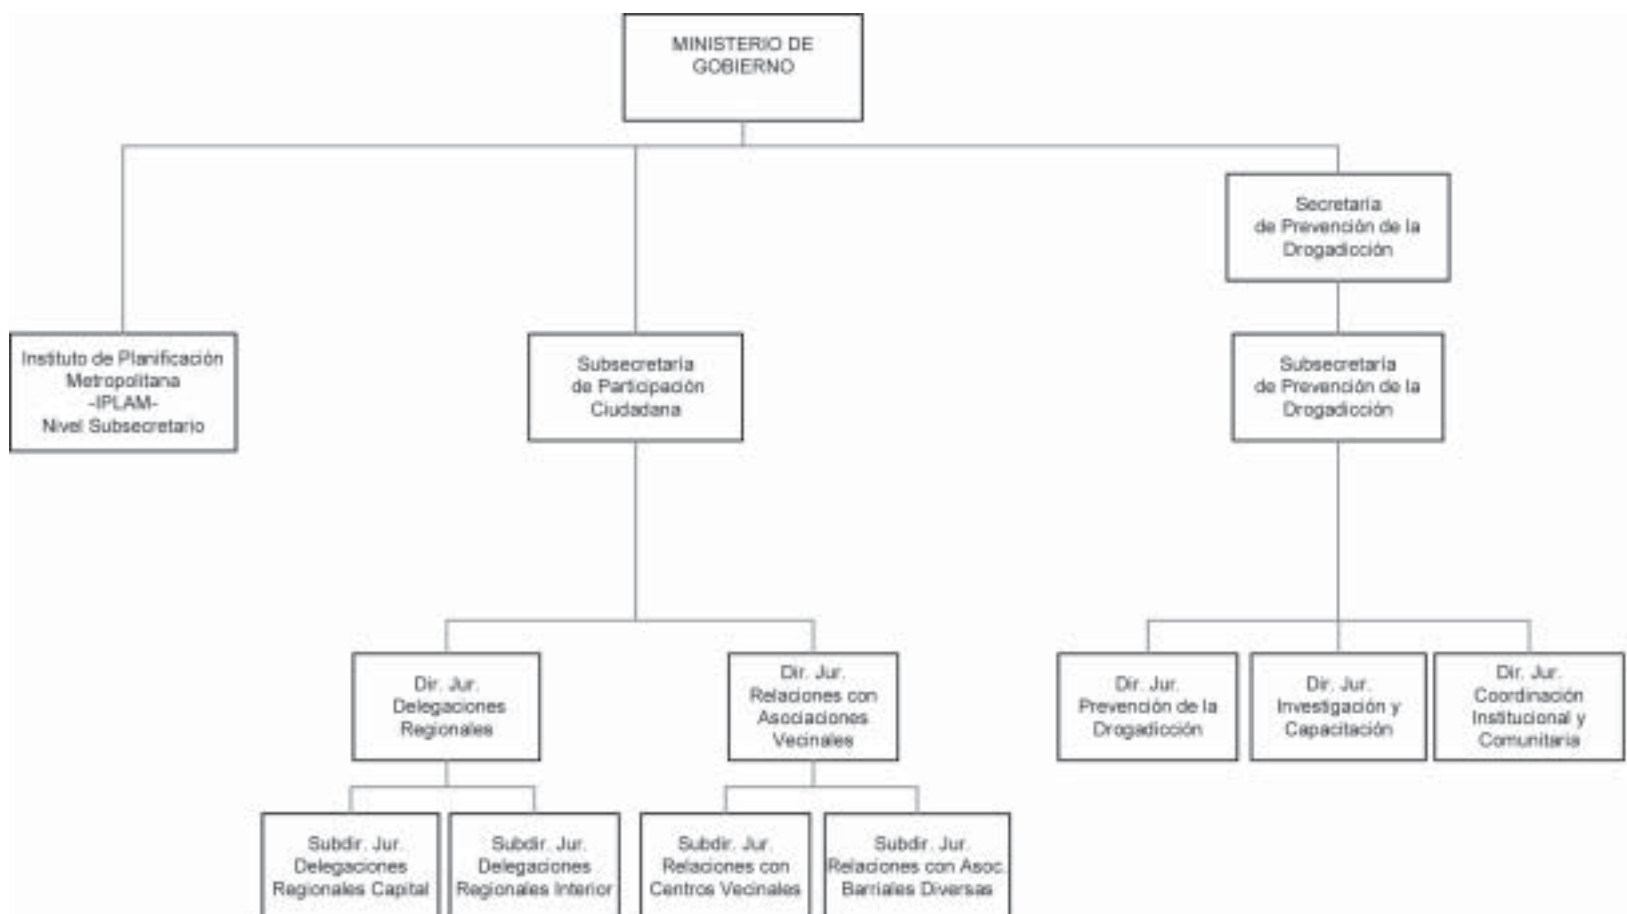 MINISTERIO DE
GOBIERNO
Secretaría
de Prevención de la
Drogadicción
Instituto de Planificación
Metropolitana
-IPLAM-
Nivel Subsecretario
Subsecretaría
de Participación
Ciudadana
Subsecretaría
de Prevención de la
Drogadicción
Dir. Jur.
Delegaciones
Regionales
Dir. Jur.
Relaciones con
Asociaciones
Vecinales
Dir. Jur.
Prevención de la
Drogadicción
Dir. Jur.
Investigación y
Capacitación
Dir. Jur.
Coordinación
Institucional y
Comunitaria
Subdir. Jur.
Delegaciones
Regionales Capital
Subdir. Jur.
Delegaciones
Regionales Interior
Subdir. Jur.
Relaciones con
Centros Vecinales
Subdir. Jur.
Relaciones con Asoc.
Barriales Diversas